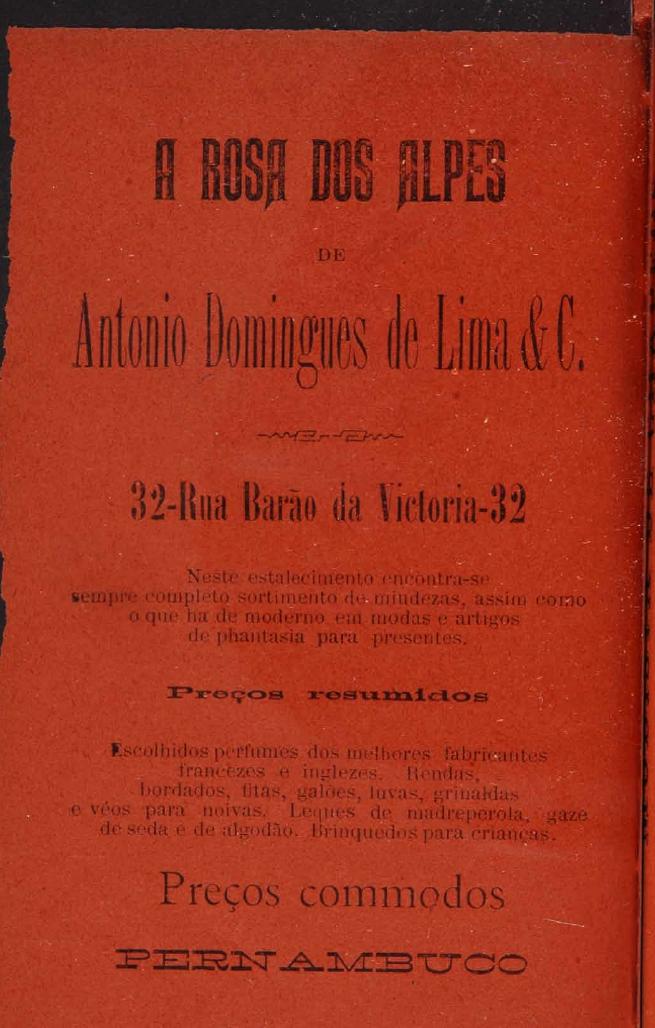 A ROSA DOS ALPES
DE
Antonio Domingues de Lima & C.
32-Rua Barão da Victoria-32
Neste estalecimento encontra-se
sempre completo sortimento de miudezas, assim como
o que ha de moderno em modas e artigos
de phantasia para presentes.
Preços resumidos
Escolhidos perfumes dos melhores fabricantes
francezes e inglezes. Rendas,
bordados, fitas, galões, luvas, grinaldas
e véos para noivas. Leques de madreperola, gaze
de seda e de algodão. Brinquedos para crianças.
Preços commodos
PERNAMBUCO